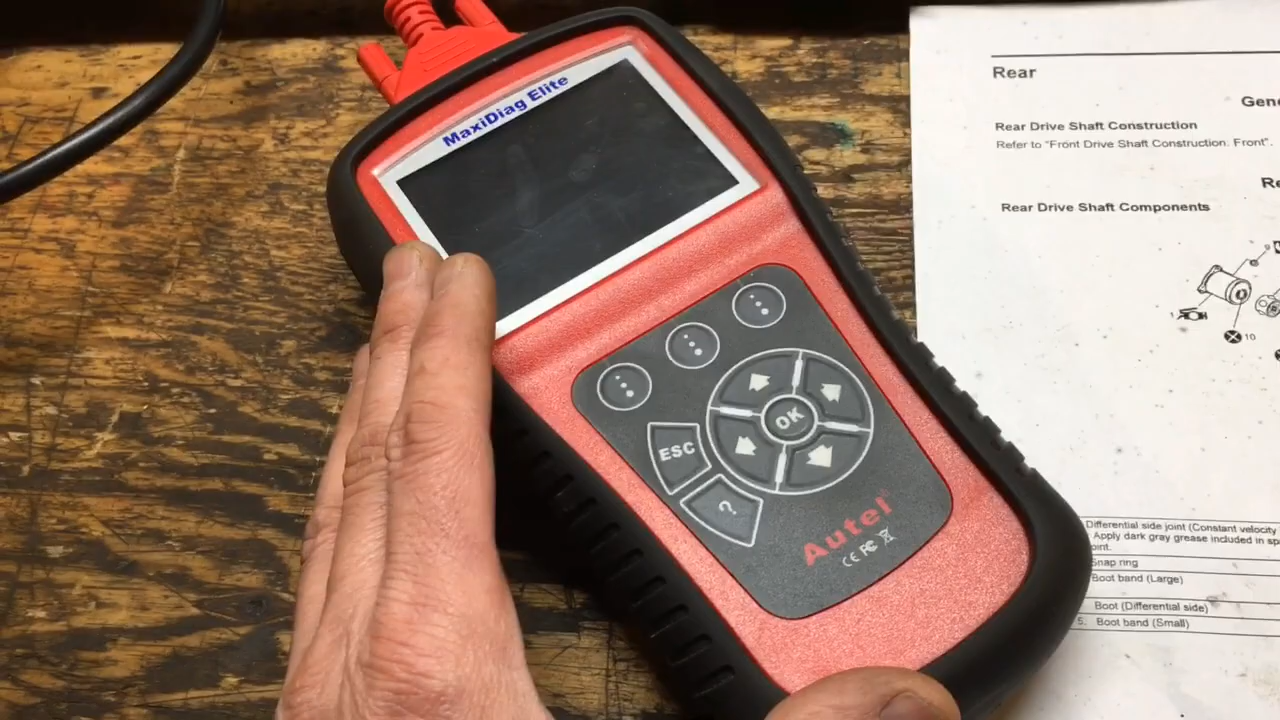 MaxiDiag Elite
ESC
OK
?
Autel
CE FC
Rear
Rear Drive Shaft Construction
Refer to "Front Drive Shaft Construction: Front".
Rear Drive Shaft Components
1
10
Differential side joint (Constant velocity
Apply dark gray grease included in
Snap ring
Boot band (Large)
Boot (Differential side)
5. Boot band (Small)